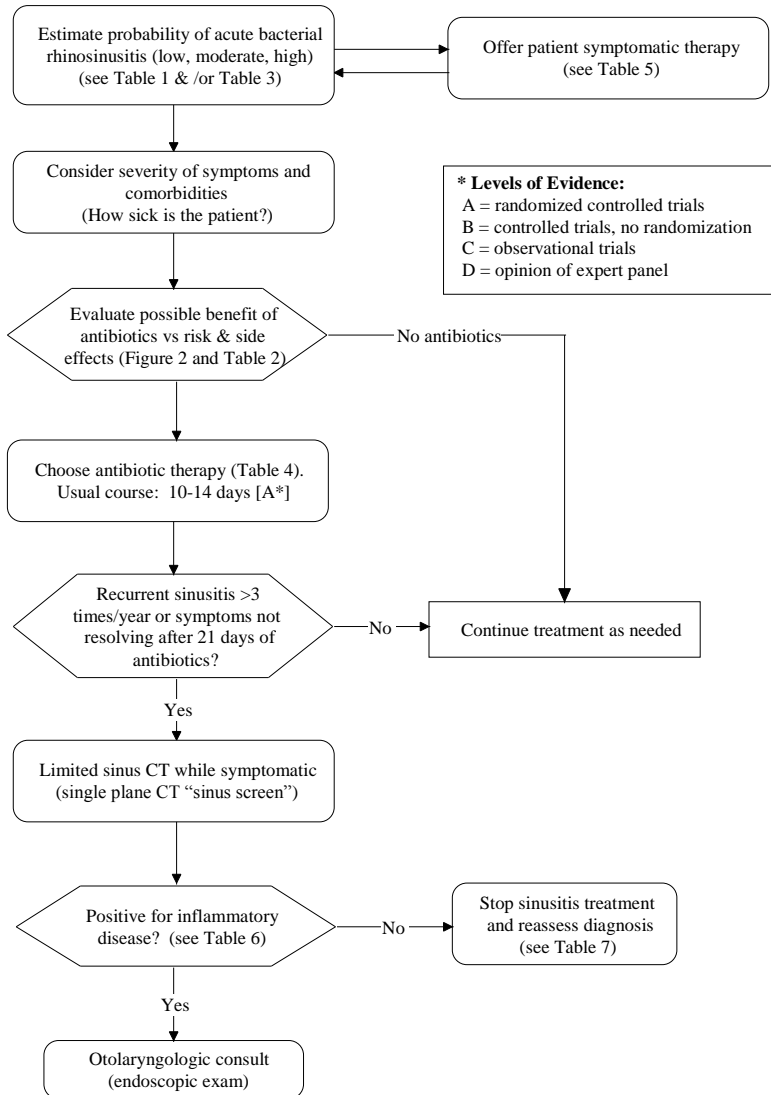 Estimate probability of acute bacterial
rhinosinusitis (low, moderate, high)
(see Table 1 & /or Table 3)
Offer patient symptomatic therapy
(see Table 5)
Consider severity of symptoms and
comorbidities
(How sick is the patient?)
* Levels of Evidence:
A = randomized controlled trials
B = controlled trials, no randomization
C = observational trials
D = opinion of expert panel
Evaluate possible benefit of
antibiotics vs risk & side
effects (Figure 2 and Table 2)
No antibiotics
Choose antibiotic therapy (Table 4).
Usual course: 10-14 days [A*]
Recurrent sinusitis >3
times/year or symptoms not
resolving after 21 days of
antibiotics?
No
Continue treatment as needed
Yes
Limited sinus CT while symptomatic
(single plane CT “sinus screen”)
Positive for inflammatory
disease? (see Table 6)
No
Stop sinusitis treatment
and reassess diagnosis
(see Table 7)
Yes
Otolaryngologic consult
(endoscopic exam)